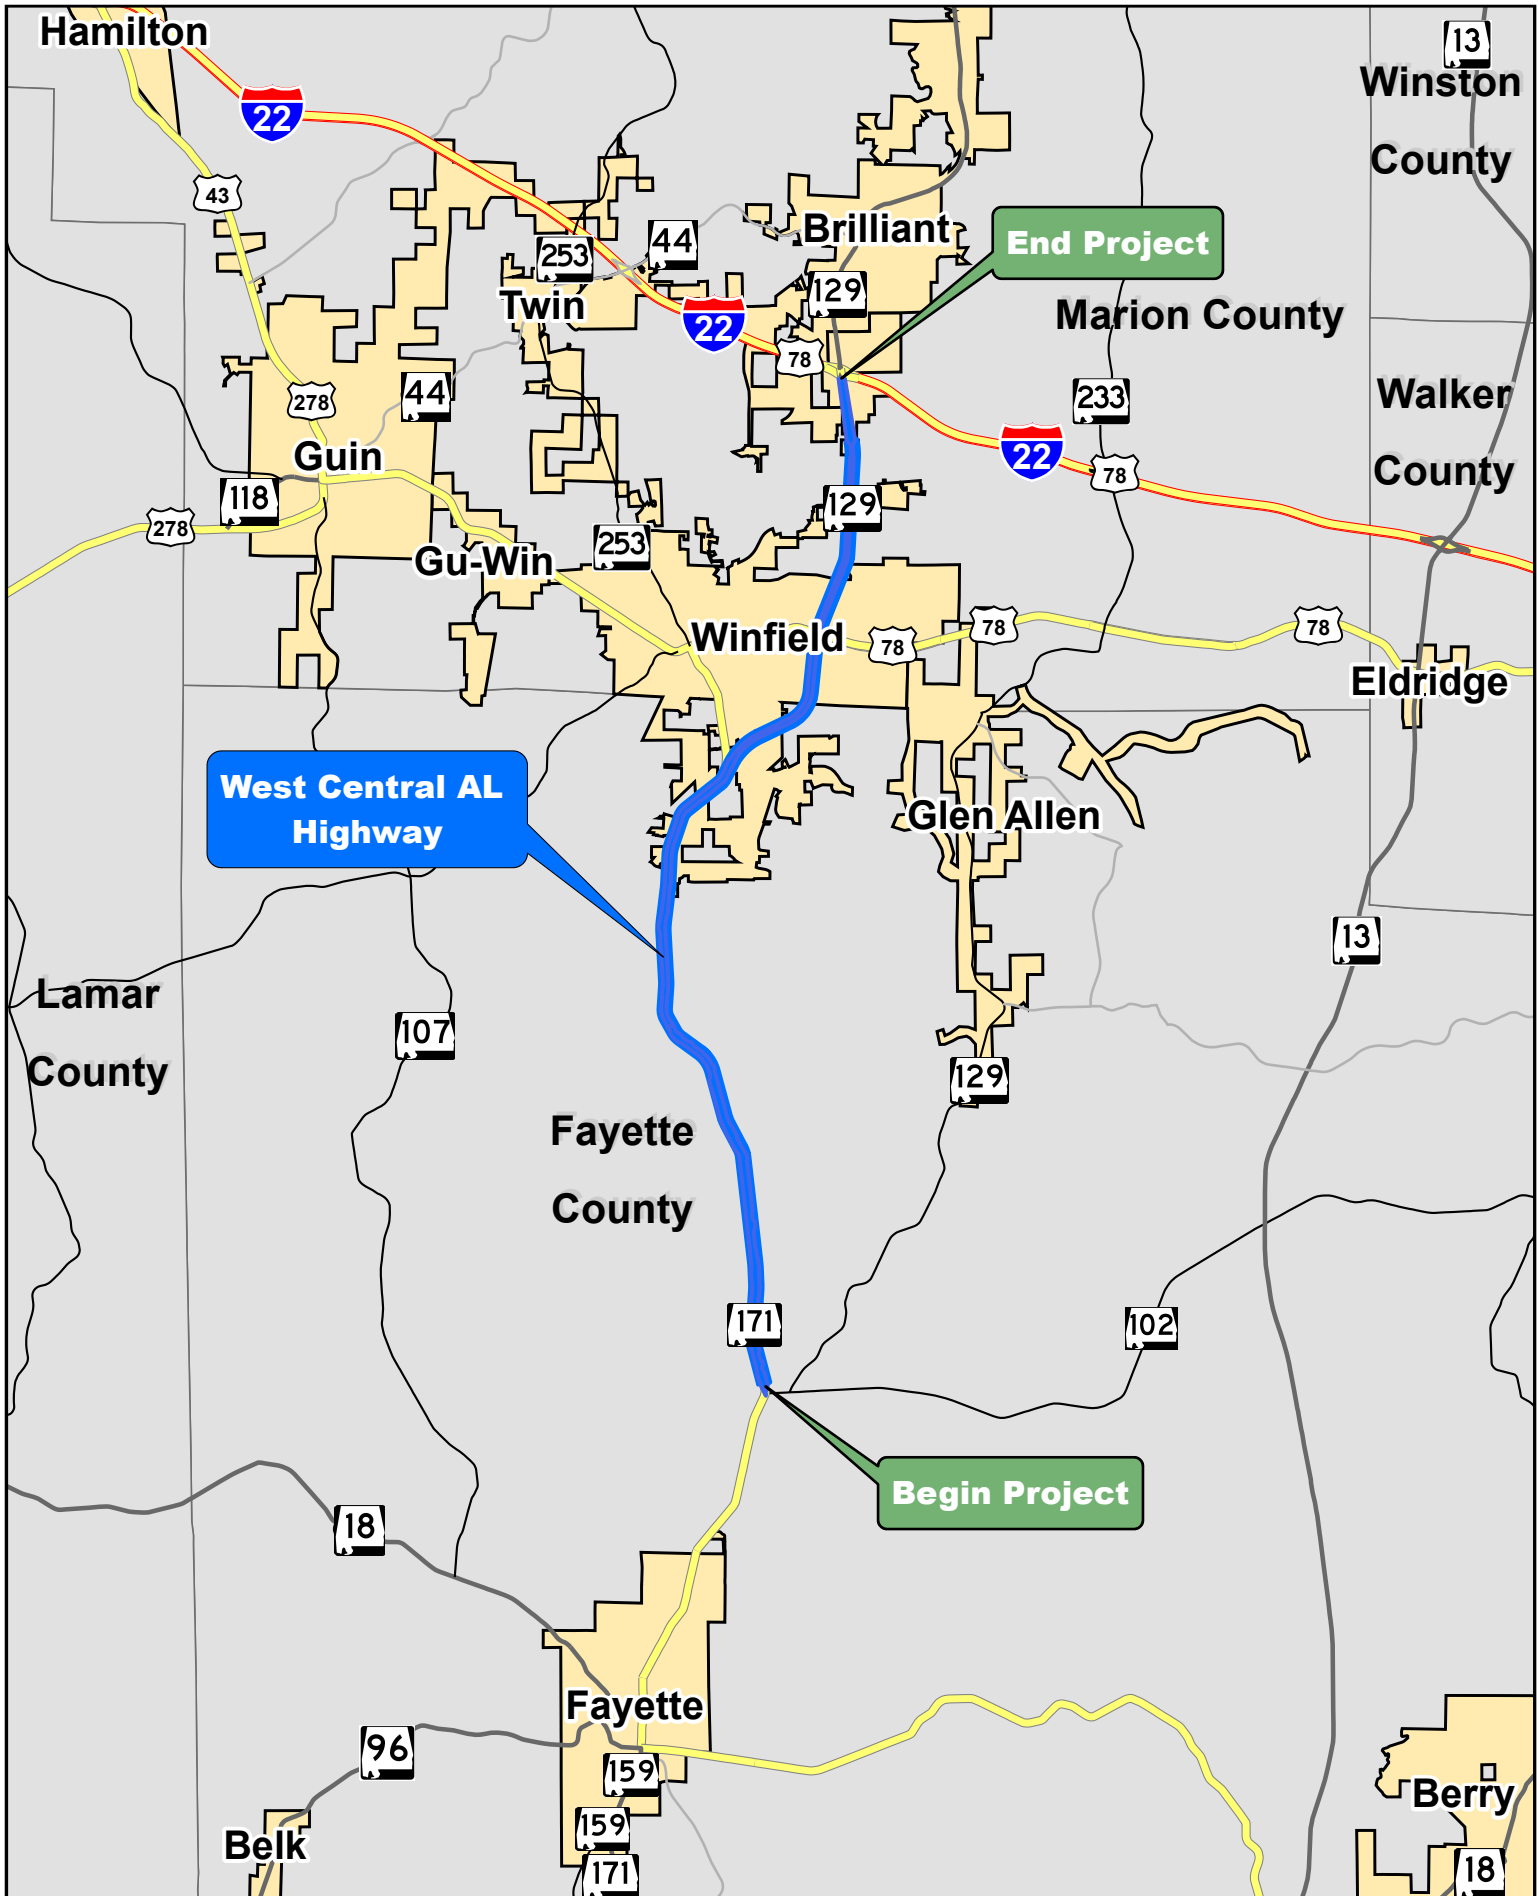 Hamilton
13
Winston
County
22
43
Brilliant
End Project
253
44
Twin
129
Marion County
22
78
278
44
233
Walker
County
Guin
22
78
118
278
129
253
Gu-Win
Winfield
78
78
78
Eldridge
West Central AL
Highway
Glen Allen
13
Lamar
County
107
129
Fayette
County
171
102
Begin Project
18
Fayette
96
159
Berry
159
Belk
171
18